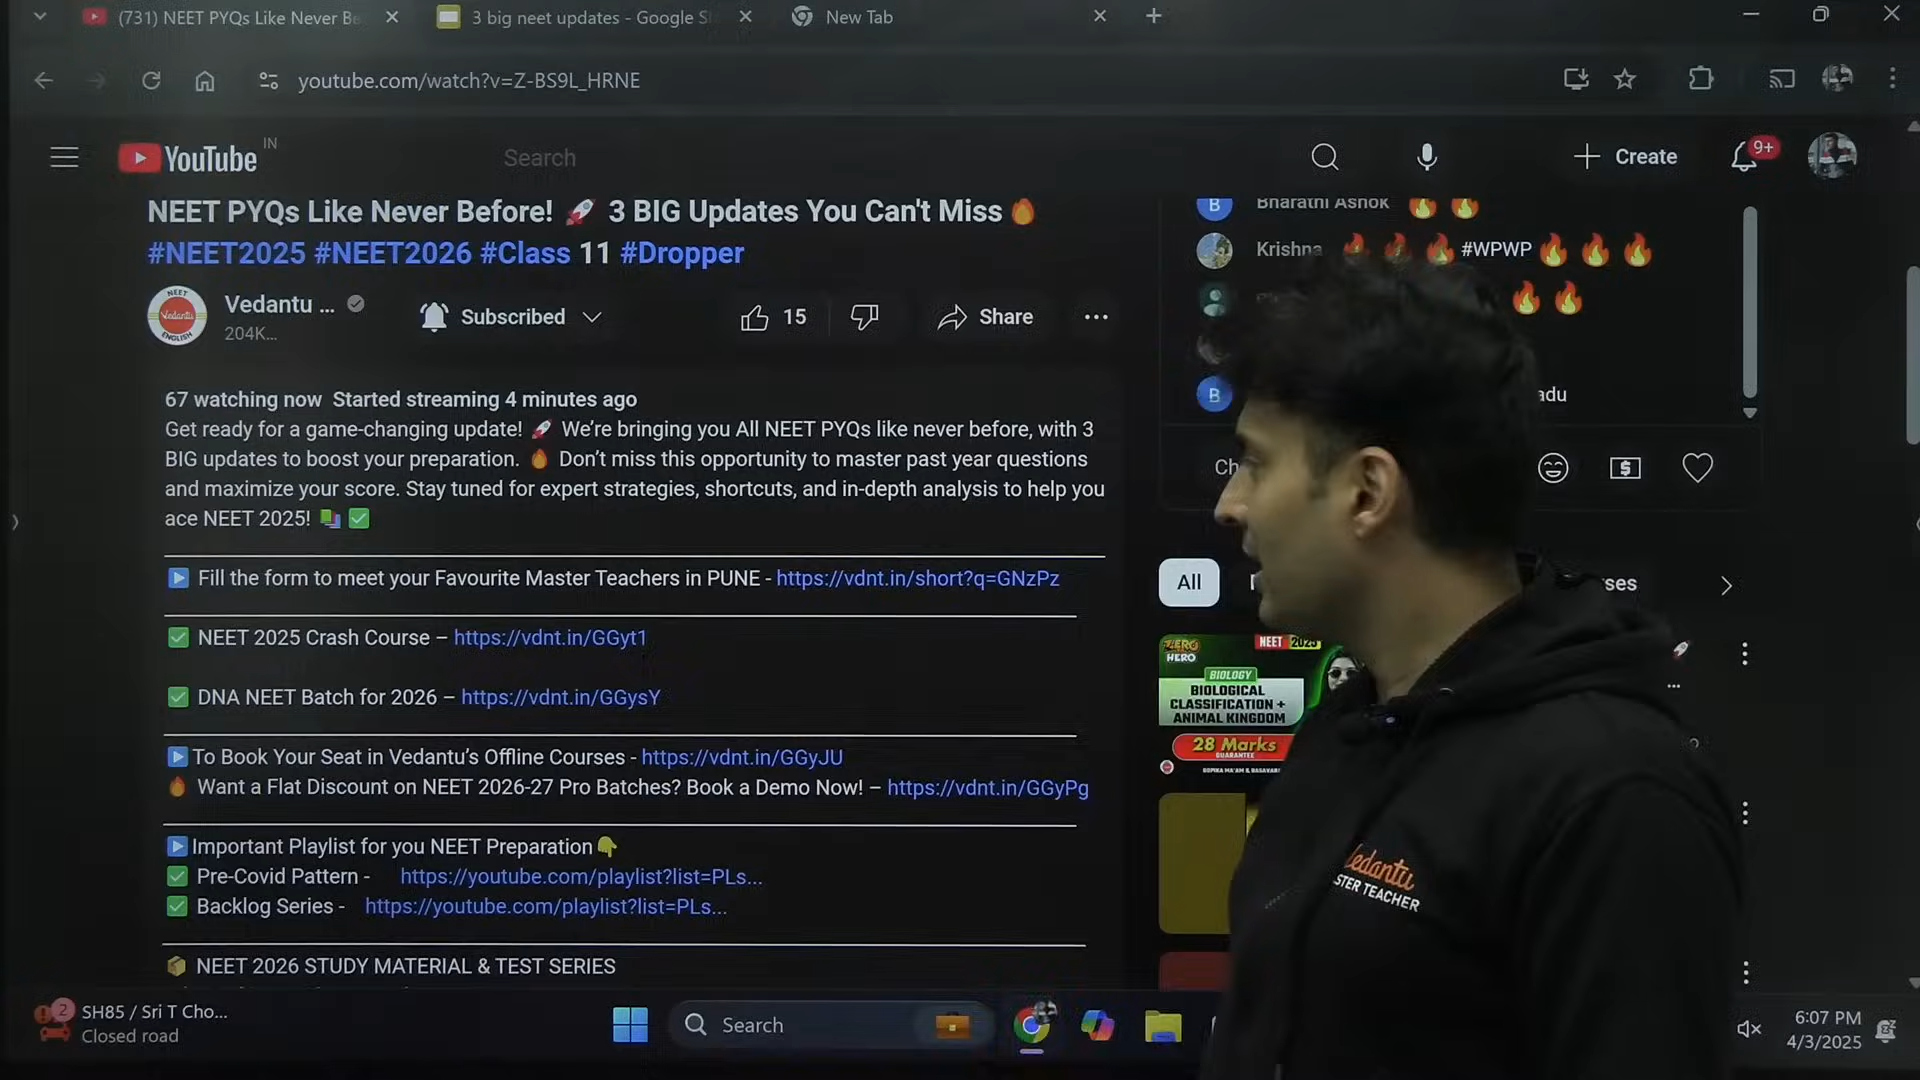 (731) NEET PYQs Like Never Be
3 big neet updates - Google S
New Tab
youtube.com/watch?v=Z-BS9L_HRNE
YouTube IN
Search
Create
9+
NEET PYQs Like Never Before! 🚀 3 BIG Updates You Can't Miss 🔥
#NEET2025 #NEET2026 #Class 11 #Dropper
NEET
Vedantu
ENGLISH
Vedantu ...
204K...
Subscribed
15
Share
67 watching now Started streaming 4 minutes ago
Get ready for a game-changing update! 🚀 We're bringing you All NEET PYQs like never before, with 3
BIG updates to boost your preparation. 🔥 Don't miss this opportunity to master past year questions
and maximize your score. Stay tuned for expert strategies, shortcuts, and in-depth analysis to help you
ace NEET 2025! 📚 ✅
▶️ Fill the form to meet your Favourite Master Teachers in PUNE - https://vdnt.in/short?q=GNzPz
✅ NEET 2025 Crash Course – https://vdnt.in/GGyt1
✅ DNA NEET Batch for 2026 – https://vdnt.in/GGysY
▶️ To Book Your Seat in Vedantu's Offline Courses - https://vdnt.in/GGyJU
🔥 Want a Flat Discount on NEET 2026-27 Pro Batches? Book a Demo Now! – https://vdnt.in/GGyPg
▶️ Important Playlist for you NEET Preparation👇
✅ Pre-Covid Pattern - https://youtube.com/playlist?list=PLs...
✅ Backlog Series - https://youtube.com/playlist?list=PLs...
📦 NEET 2026 STUDY MATERIAL & TEST SERIES
B Bharathi Ashok 🔥 🔥
Krishna 🔥 🔥 🔥 #WPWP 🔥 🔥 🔥
🔥 🔥
B
adu
Ch
All
ses
ZERO
HERO
NEET 2025
BIOLOGY
BIOLOGICAL
CLASSIFICATION +
ANIMAL KINGDOM
28 Marks
GUARANTEE
Vedantu
STER TEACHER
2
SH85 / Sri T Cho...
Closed road
Search
6:07 PM
4/3/2025